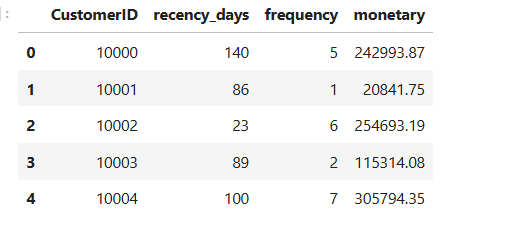 ]:
CustomerID recency_days frequency monetary
0 10000 140 5 242993.87
1 10001 86 1 20841.75
2 10002 23 6 254693.19
3 10003 89 2 115314.08
4 10004 100 7 305794.35